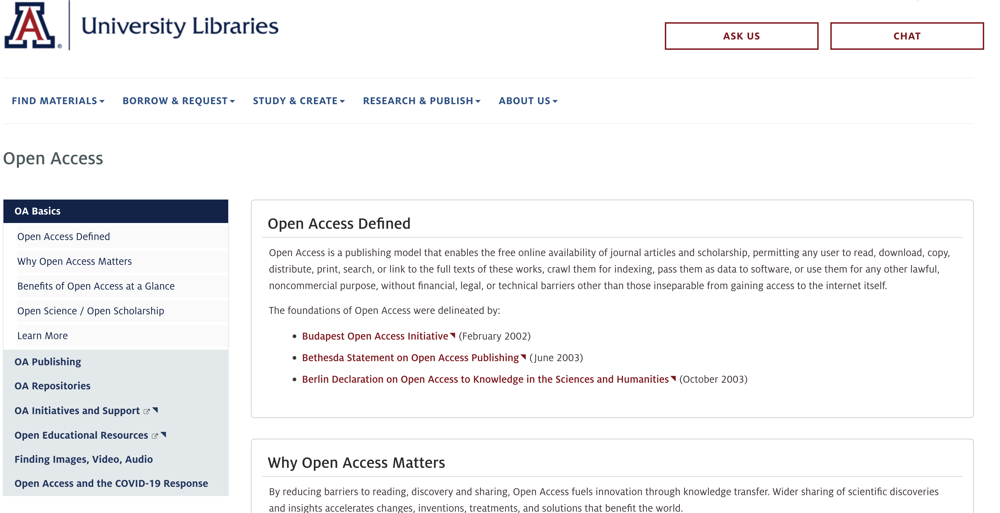 A
®
University Libraries
ASK US
CHAT
FIND MATERIALS
BORROW & REQUEST
STUDY & CREATE
RESEARCH & PUBLISH
ABOUT US
Open Access
OA Basics
Open Access Defined
Why Open Access Matters
Benefits of Open Access at a Glance
Open Science / Open Scholarship
Learn More
OA Publishing
OA Repositories
OA Initiatives and Support
Open Educational Resources
Finding Images, Video, Audio
Open Access and the COVID-19 Response
Open Access Defined
Open Access is a publishing model that enables the free online availability of journal articles and scholarship, permitting any user to read, download, copy,
distribute, print, search, or link to the full texts of these works, crawl them for indexing, pass them as data to software, or use them for any other lawful,
noncommercial purpose, without financial, legal, or technical barriers other than those inseparable from gaining access to the internet itself.
The foundations of Open Access were delineated by:
• Budapest Open Access Initiative (February 2002)
• Bethesda Statement on Open Access Publishing (June 2003)
• Berlin Declaration on Open Access to Knowledge in the Sciences and Humanities (October 2003)
Why Open Access Matters
By reducing barriers to reading, discovery and sharing, Open Access fuels innovation through knowledge transfer. Wider sharing of scientific discoveries
and insights accelerates changes, inventions, treatments, and solutions that benefit the world.